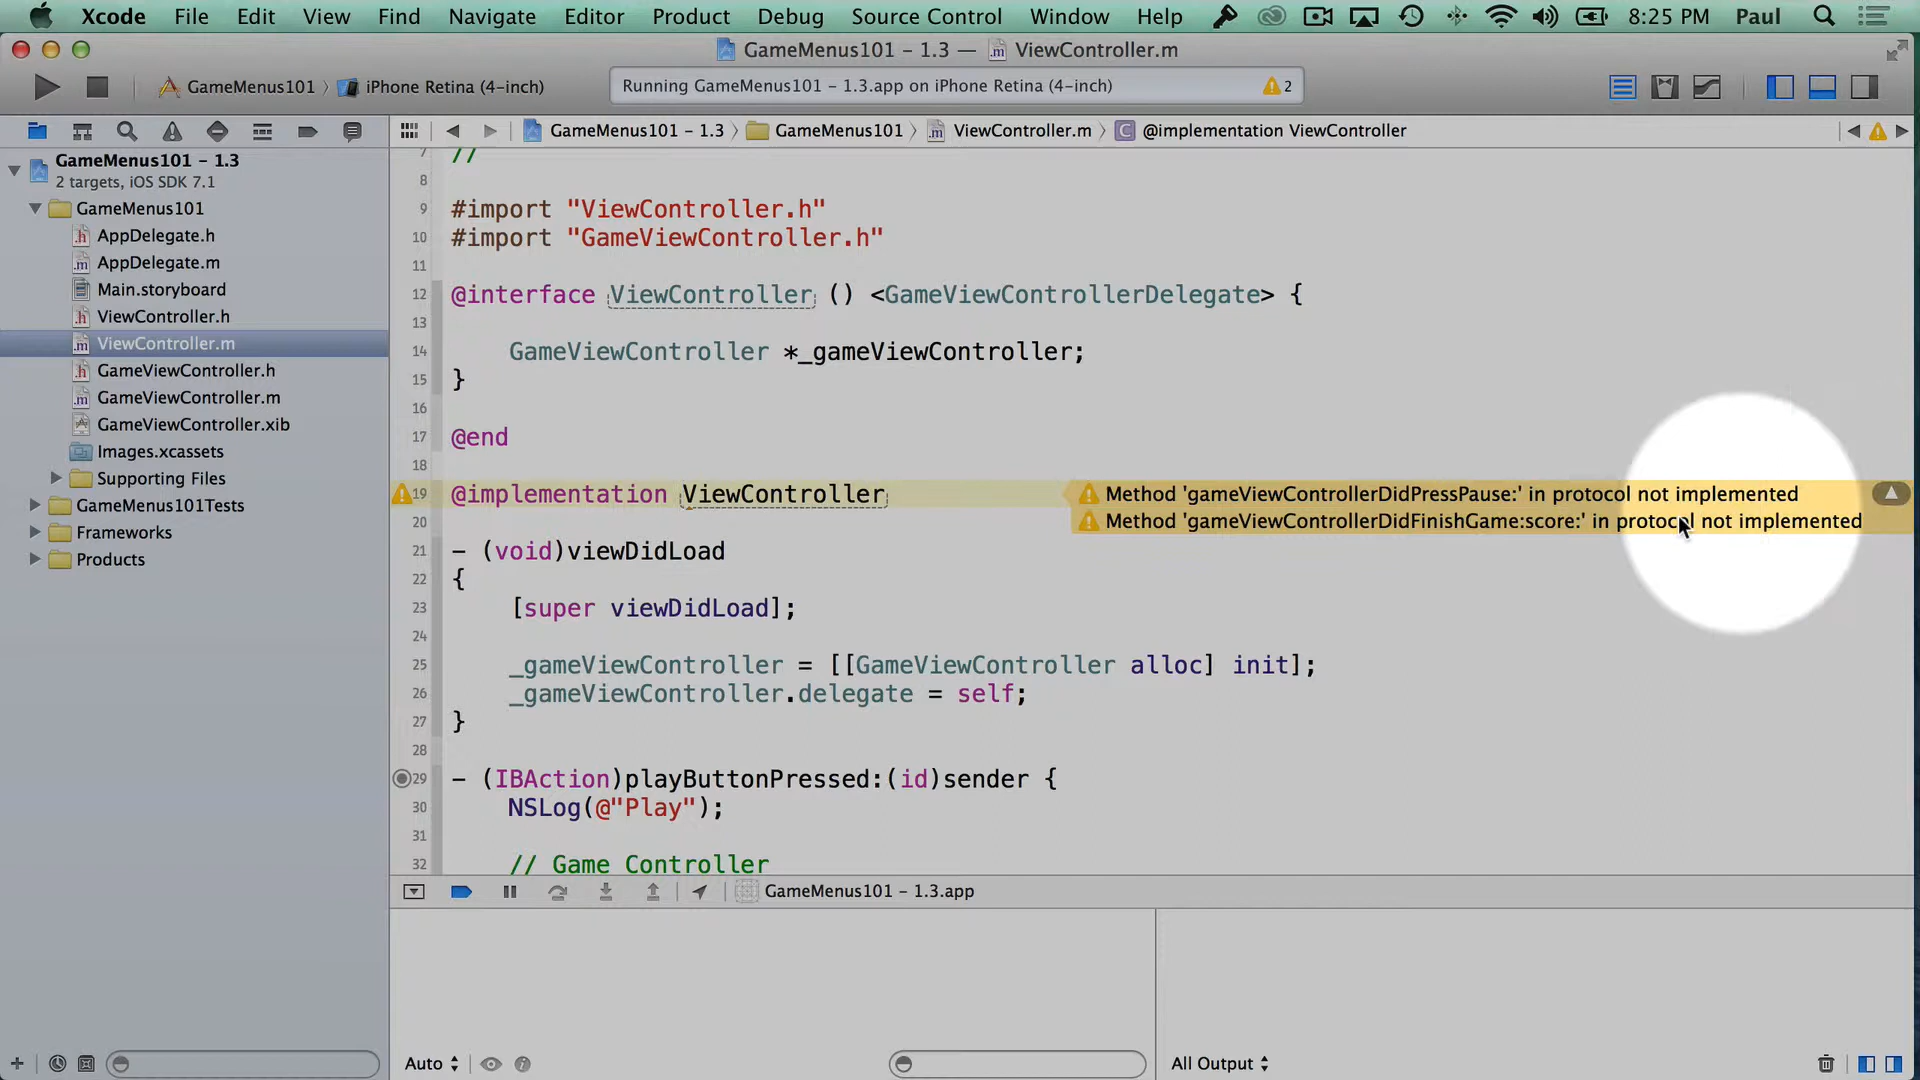 Xcode File Edit View Find Navigate Editor Product Debug Source Control Window Help 8:25 PM Paul
GameMenus101 – 1.3 — ViewController.m
GameMenus101 〉 iPhone Retina (4-inch) Running GameMenus101 – 1.3.app on iPhone Retina (4-inch) 2
GameMenus101 – 1.3 〉 GameMenus101 〉 ViewController.m 〉 C @implementation ViewController
GameMenus101 – 1.3
2 targets, iOS SDK 7.1
GameMenus101
AppDelegate.h
AppDelegate.m
Main.storyboard
ViewController.h
ViewController.m
GameViewController.h
GameViewController.m
GameViewController.xib
Images.xcassets
Supporting Files
GameMenus101Tests
Frameworks
Products
7 //
8
9 #import "ViewController.h"
10 #import "GameViewController.h"
11
12 @interface ViewController () <GameViewControllerDelegate> {
13
14 GameViewController *_gameViewController;
15 }
16
17 @end
18
19 @implementation ViewController
Method 'gameViewControllerDidPressPause:' in protocol not implemented
Method 'gameViewControllerDidFinishGame:score:' in protocol not implemented
20
21 - (void)viewDidLoad
22 {
23 [super viewDidLoad];
24
25 _gameViewController = [[GameViewController alloc] init];
26 _gameViewController.delegate = self;
27 }
28
29 - (IBAction)playButtonPressed:(id)sender {
30 NSLog(@"Play");
31
32 // Game Controller
GameMenus101 – 1.3.app
Auto All Output